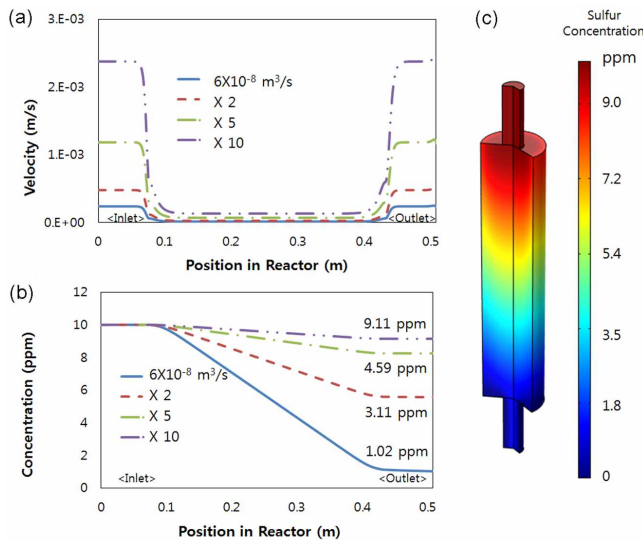 (a)
3.E-03
2.E-03
1.E-03
0.E+00
Velocity (m/s)
6X10⁻⁸ m³/s
X 2
X 5
X 10
<Inlet>
<Outlet>
0
0.1
0.2
0.3
0.4
0.5
Position in Reactor (m)
(b)
12
10
8
6
4
2
0
Concentration (ppm)
9.11 ppm
4.59 ppm
3.11 ppm
1.02 ppm
6X10⁻⁸ m³/s
X 2
X 5
X 10
<Inlet>
<Outlet>
0
0.1
0.2
0.3
0.4
0.5
Position in Reactor (m)
(c)
Sulfur
Concentration
ppm
9.0
7.2
5.4
3.5
1.8
0